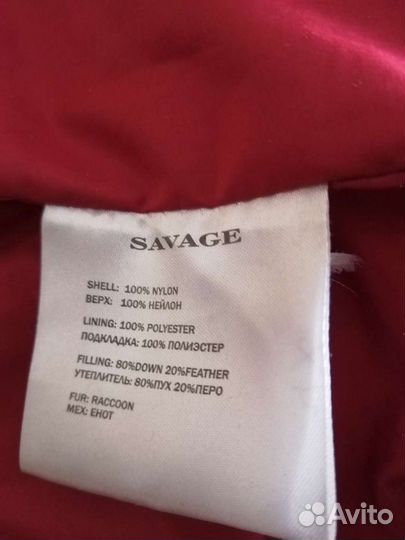 SAVAGE
SHELL: 100% NYLON
ВЕРХ: 100% НЕЙЛОН
LINING: 100% POLYESTER
ПОДКЛАДКА: 100% ПОЛИЭСТЕР
FILLING: 80%DOWN 20%FEATHER
УТЕПЛИТЕЛЬ: 80%ПУХ 20%ПЕРО
FUR: RACCOON
МЕХ: ЕНОТ
Avito